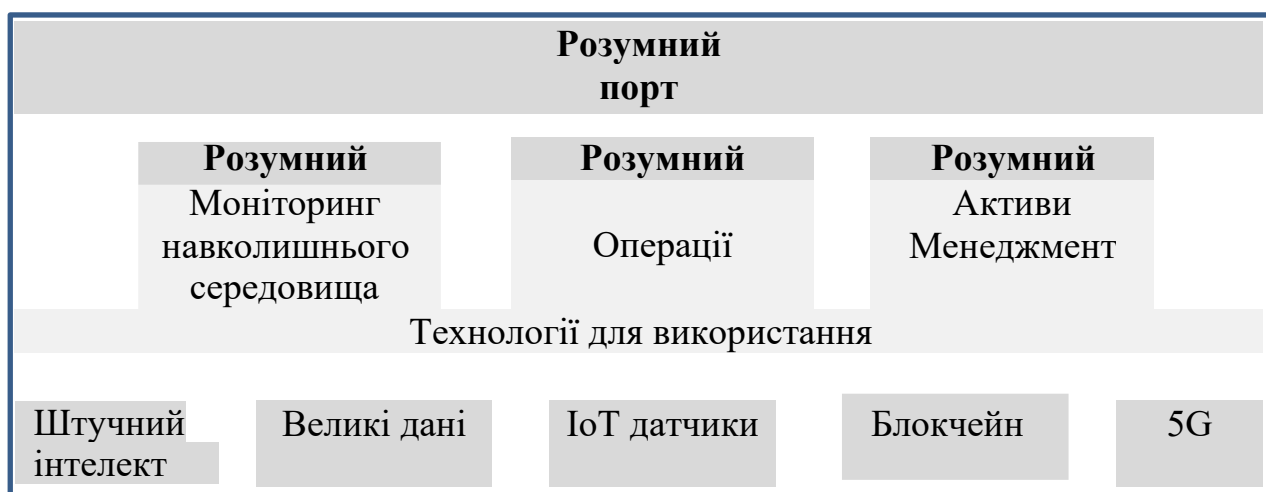 Розумний
порт
Розумний
Моніторинг
навколишнього
середовища
Розумний
Операції
Розумний
Активи
Менеджмент
Технології для використання
Штучний
інтелект
Великі дані
ІоТ датчики
Блокчейн
5G